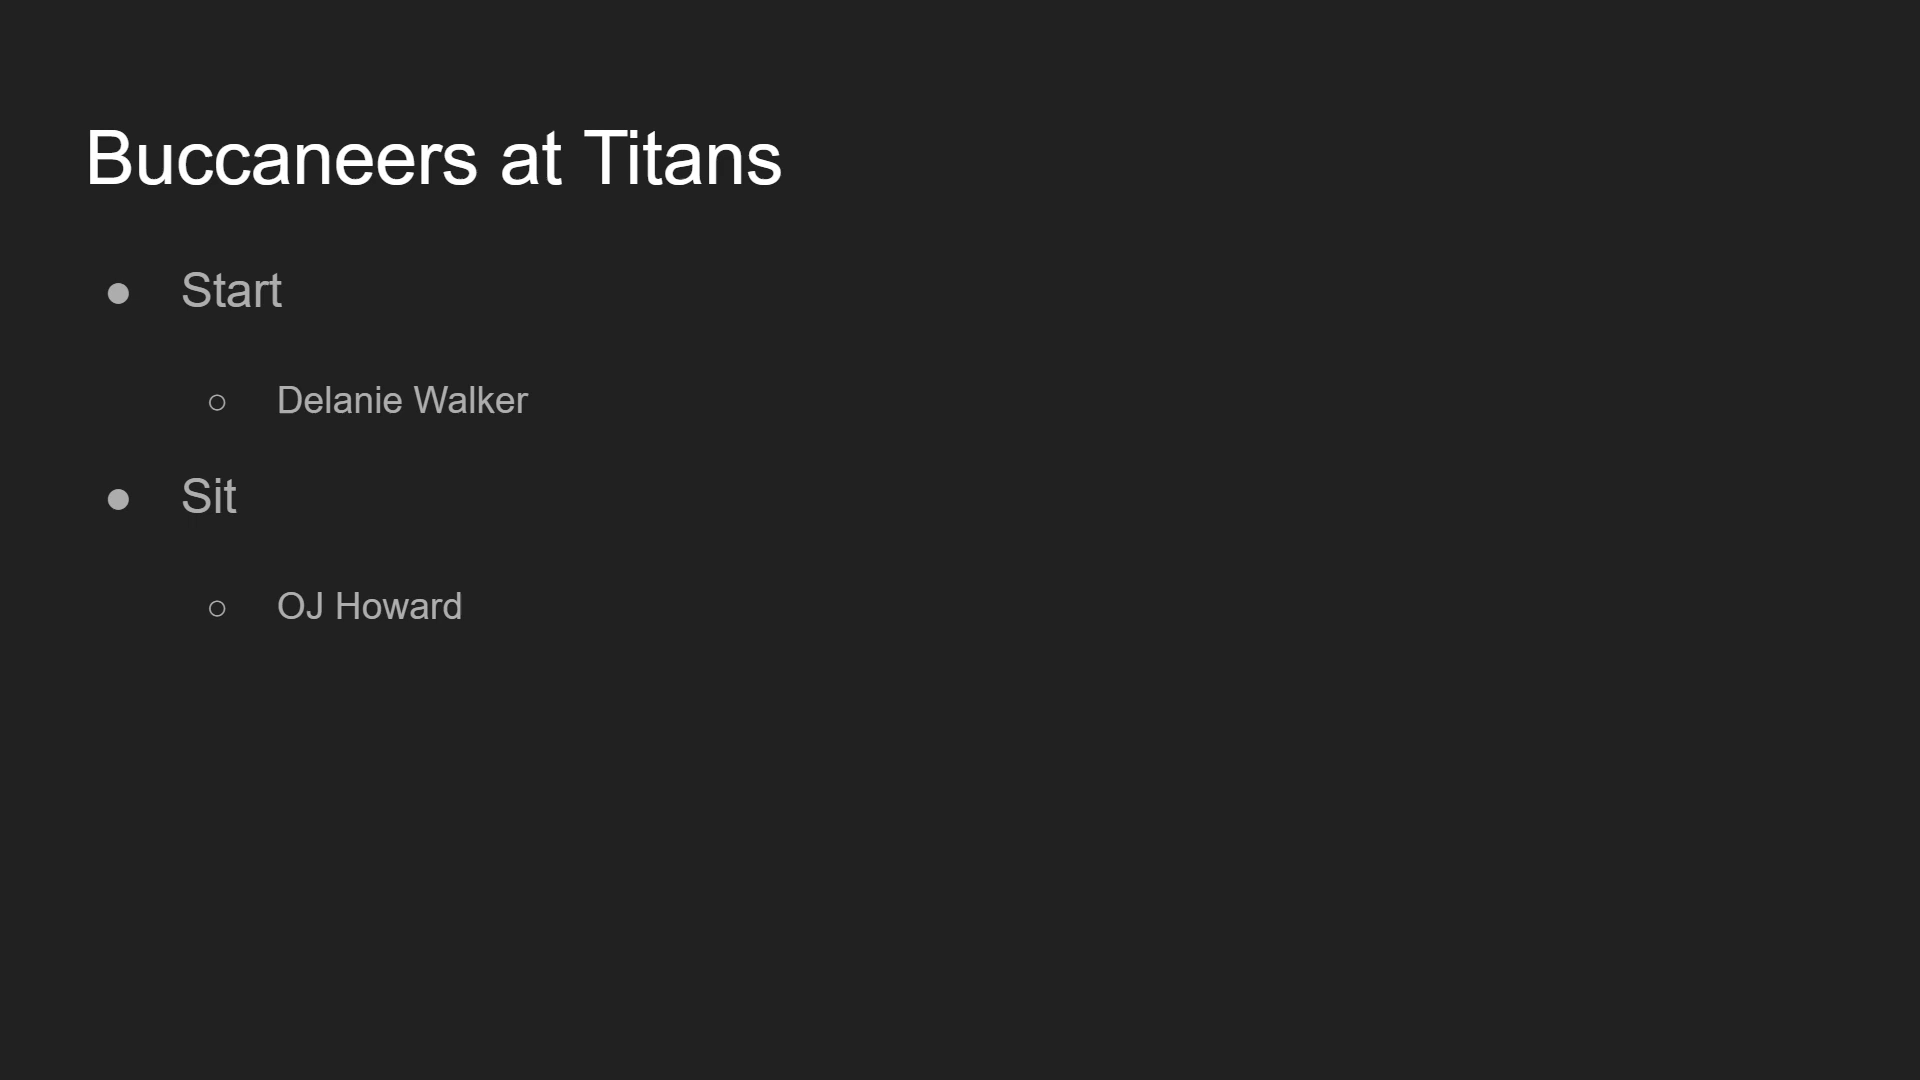 Buccaneers at Titans
● Start
○ Delanie Walker
● Sit
○ OJ Howard